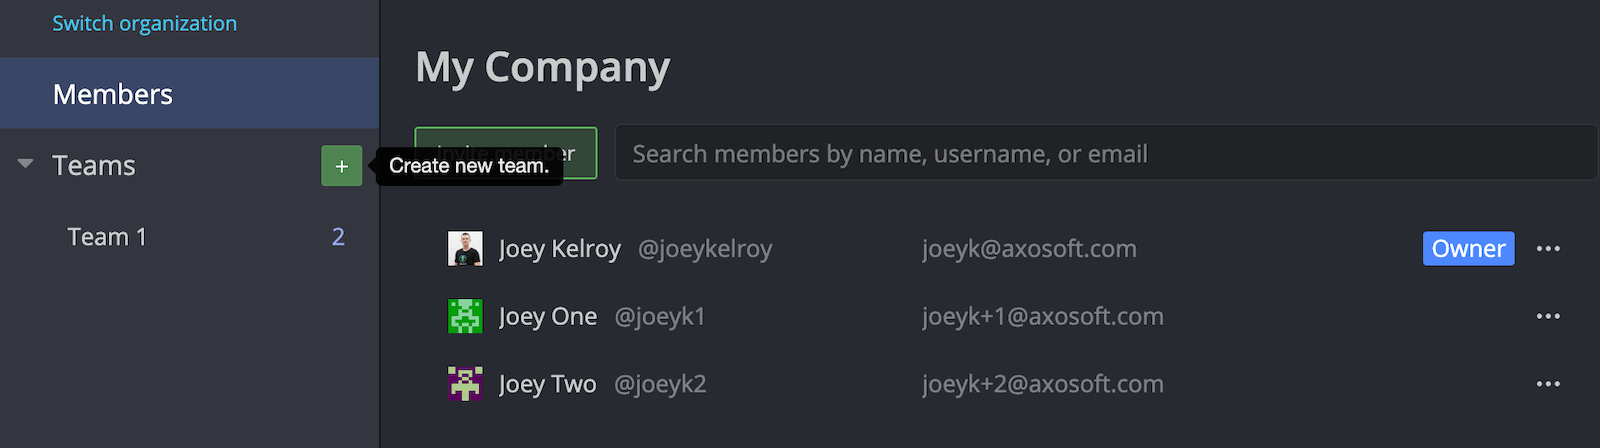 Switch organization
Members
Teams
+
Create new team.
Team 1
2
My Company
Invite member
Search members by name, username, or email
Joey Kelroy @joeykelroy joeyk@axosoft.com Owner ...
Joey One @joeyk1 joeyk+1@axosoft.com ...
Joey Two @joeyk2 joeyk+2@axosoft.com ...